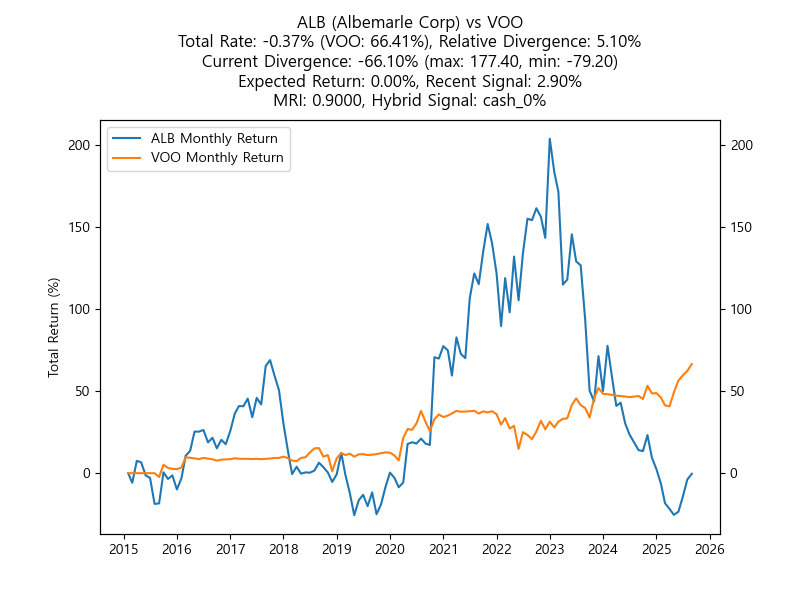 ALB (Albemarle Corp) vs VOO
Total Rate: -0.37% (VOO: 66.41%), Relative Divergence: 5.10%
Current Divergence: -66.10% (max: 177.40, min: -79.20)
Expected Return: 0.00%, Recent Signal: 2.90%
MRI: 0.9000, Hybrid Signal: cash_0%
ALB Monthly Return
VOO Monthly Return
Total Return (%)
200
150
100
50
0
200
150
100
50
0
2015 2016 2017 2018 2019 2020 2021 2022 2023 2024 2025 2026